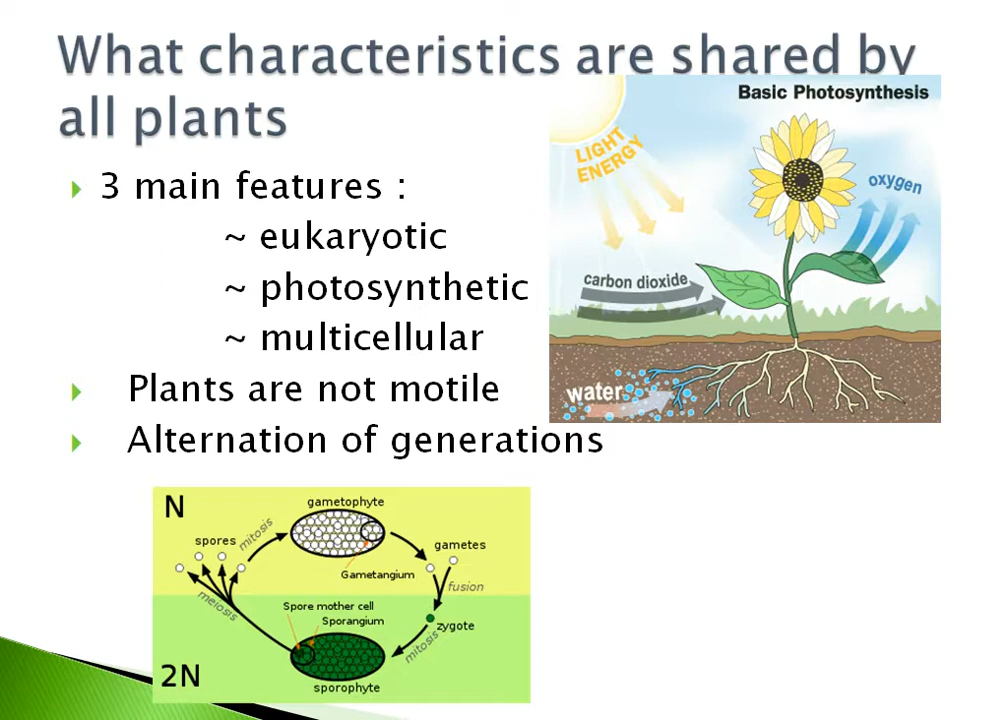 What characteristics are shared by
all plants
3 main features :
~ eukaryotic
~ photosynthetic
~ multicellular
Plants are not motile
Alternation of generations
Basic Photosynthesis
LIGHT
ENERGY
oxygen
carbon dioxide
water
N
gametophyte
spores
mitosis
gametes
Gametangium
fusion
meiosis
Spore mother cell
Sporangium
zygote
mitosis
2N
sporophyte